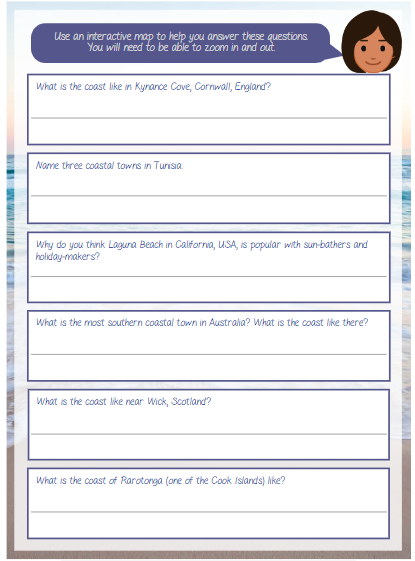 Use an interactive map to help you answer these questions.
You will need to be able to zoom in and out.
What is the coast like in Kynance Cove, Cornwall, England?
Name three coastal towns in Tunisia:
Why do you think Laguna Beach in California, USA, is popular with sun-bathers and
holiday-makers?
What is the most southern coastal town in Australia? What is the coast like there?
What is the coast like near Wick, Scotland?
What is the coast of Rarotonga (one of the Cook Islands) like?